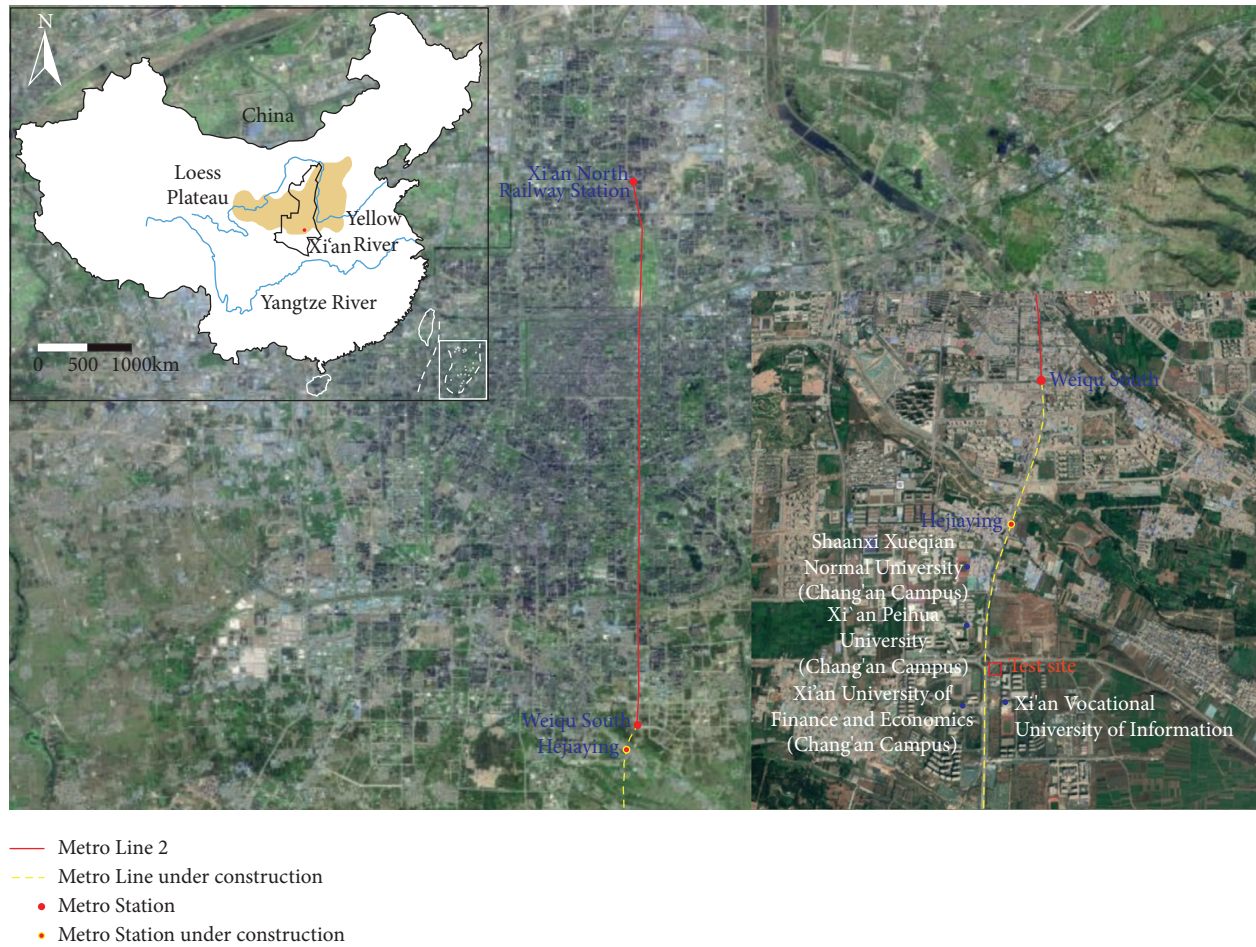 N
China
Loess
Plateau
Yellow
Xi'an River
Yangtze River
0 500 1000km
Xi'an North
Railway Station
Weiqu South
Hejiaying
Weiqu South
Hejiaying
Shaanxi Xueqian
Normal University
(Chang'an Campus)
Xi`an Peihua
University
(Chang'an Campus)
Test site
Xi'an University of
Finance and Economics
(Chang'an Campus)
Xi'an Vocational
University of Information
Metro Line 2
Metro Line under construction
Metro Station
Metro Station under construction